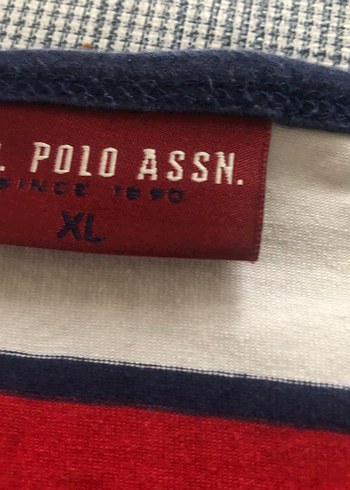 . POLO ASSN.
SINCE 1890
XL